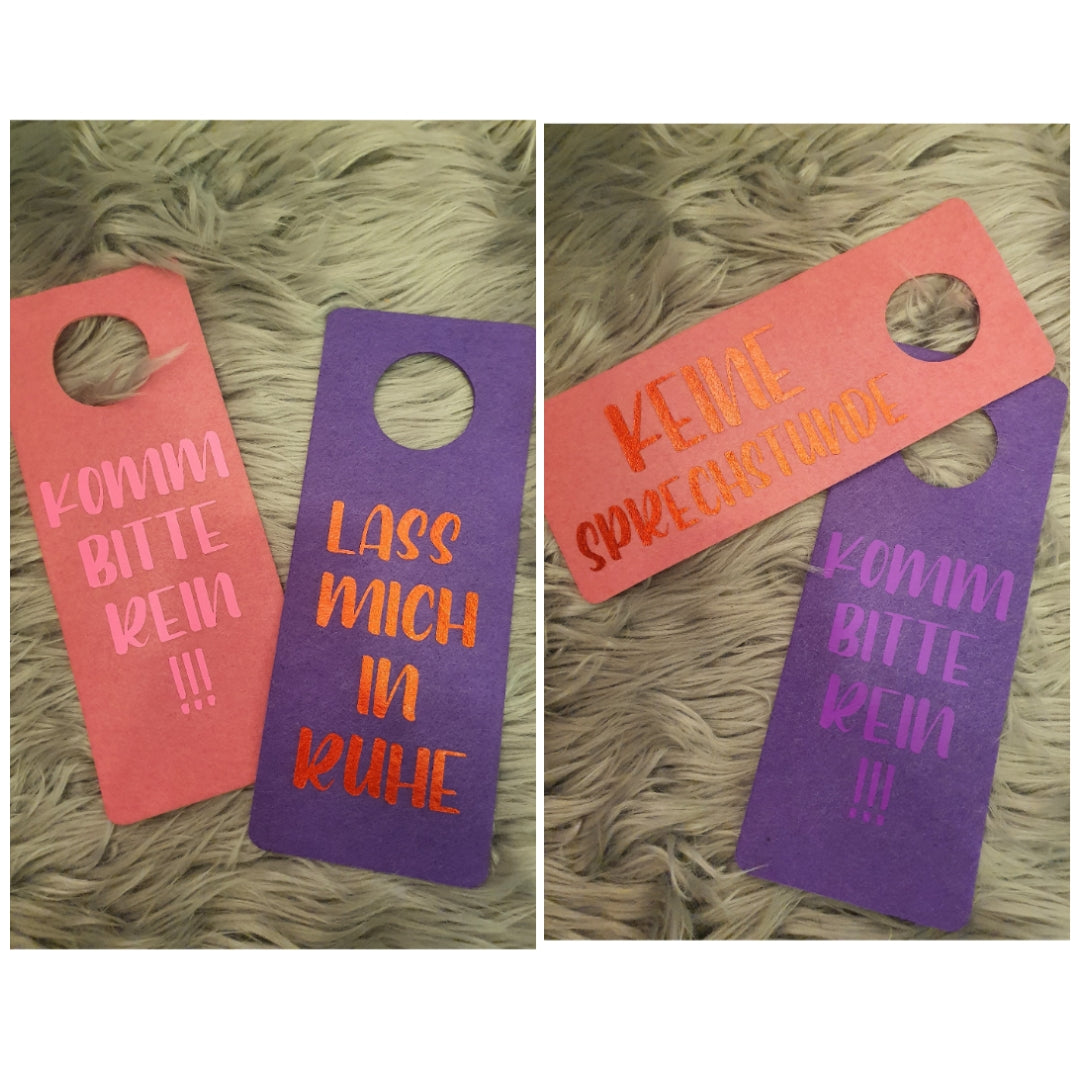 KOMM
BITTE
REIN
!!!
LASS
MICH
IN
RUHE
KEINE
SPRECHSTUNDE
KOMM
BITTE
REIN
!!!